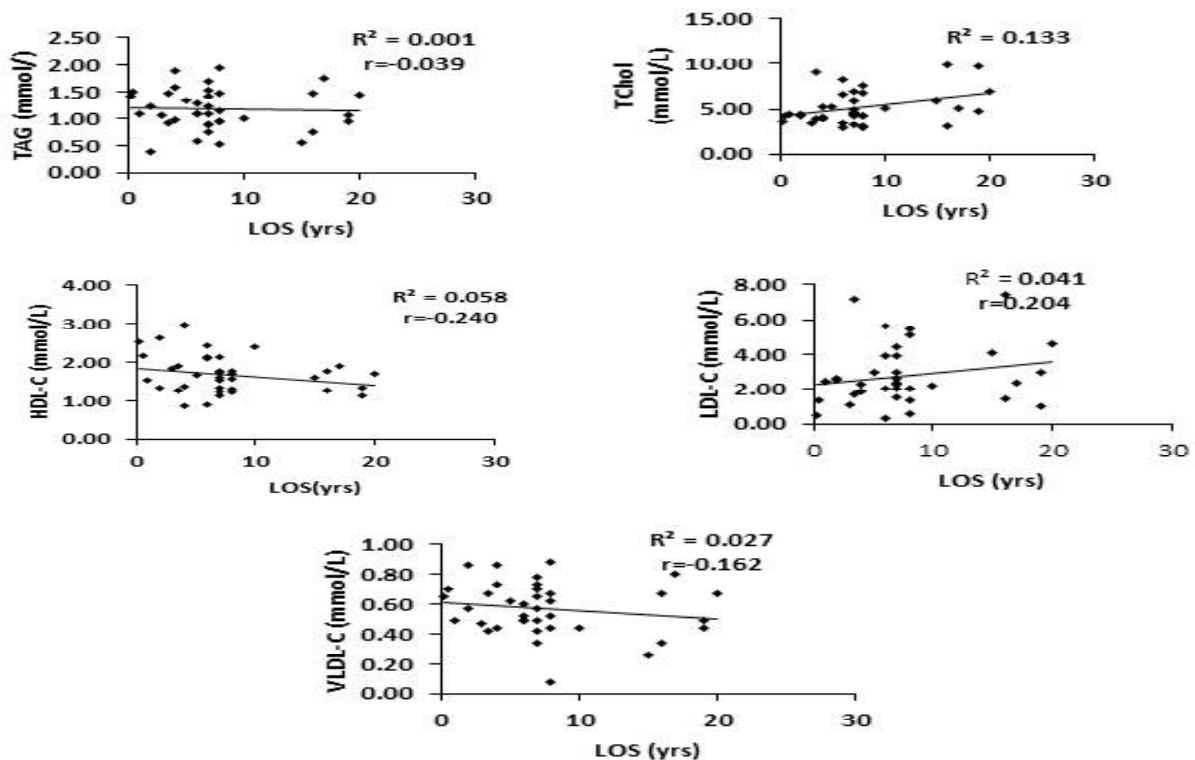 R² = 0.001
r=-0.039
TAG (mmol/)
2.50
2.00
1.50
1.00
0.50
0.00
0 10 20 30
LOS (yrs)
R² = 0.133
TChol
(mmol/L)
15.00
10.00
5.00
0.00
0 10 20 30
LOS (yrs)
R² = 0.058
r=-0.240
HDL-C (mmol/L)
4.00
3.00
2.00
1.00
0.00
0 10 20 30
LOS(yrs)
R² = 0.041
r=0.204
LDL-C (mmol/L)
8.00
6.00
4.00
2.00
0.00
0 10 20 30
LOS (yrs)
R² = 0.027
r=-0.162
VLDL-C (mmol/L)
1.00
0.80
0.60
0.40
0.20
0.00
0 10 20 30
LOS (yrs)